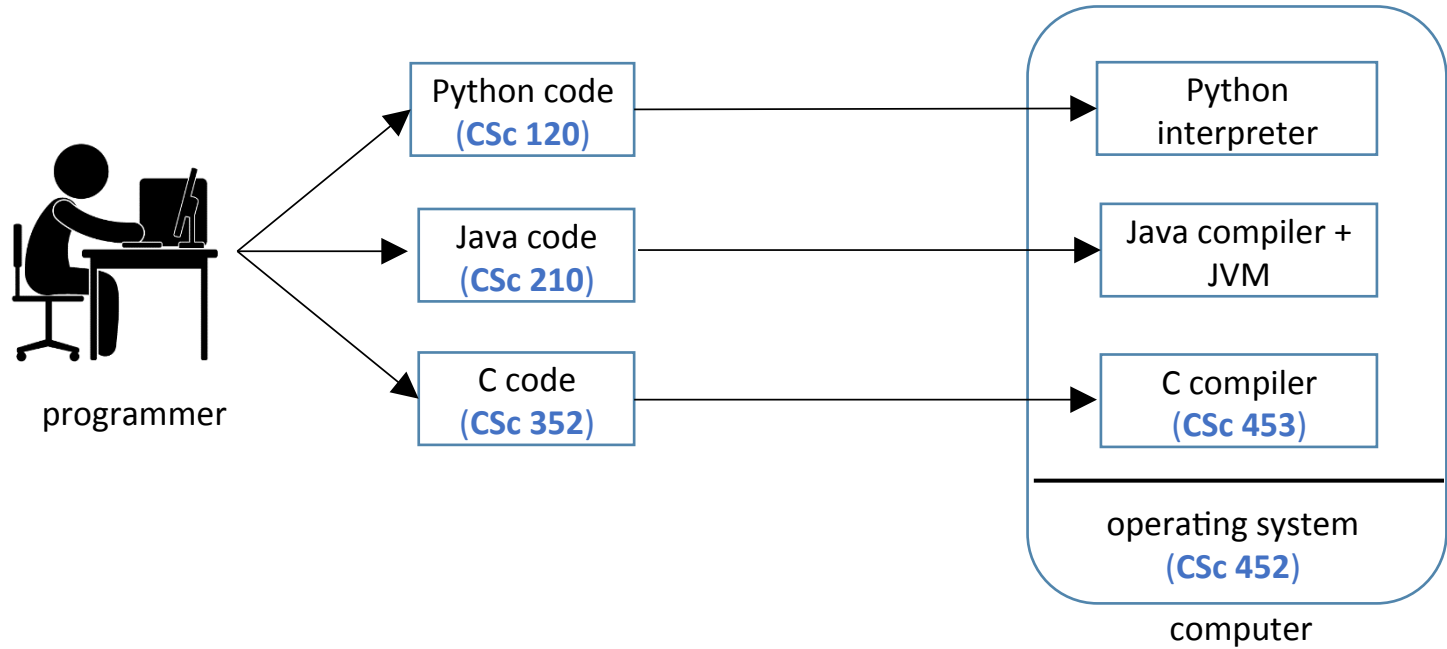 Python code
(CSc 120)
Python
interpreter
Java code
(CSc 210)
Java compiler +
JVM
C code
(CSc 352)
C compiler
(CSc 453)
programmer
operating system
(CSc 452)
computer